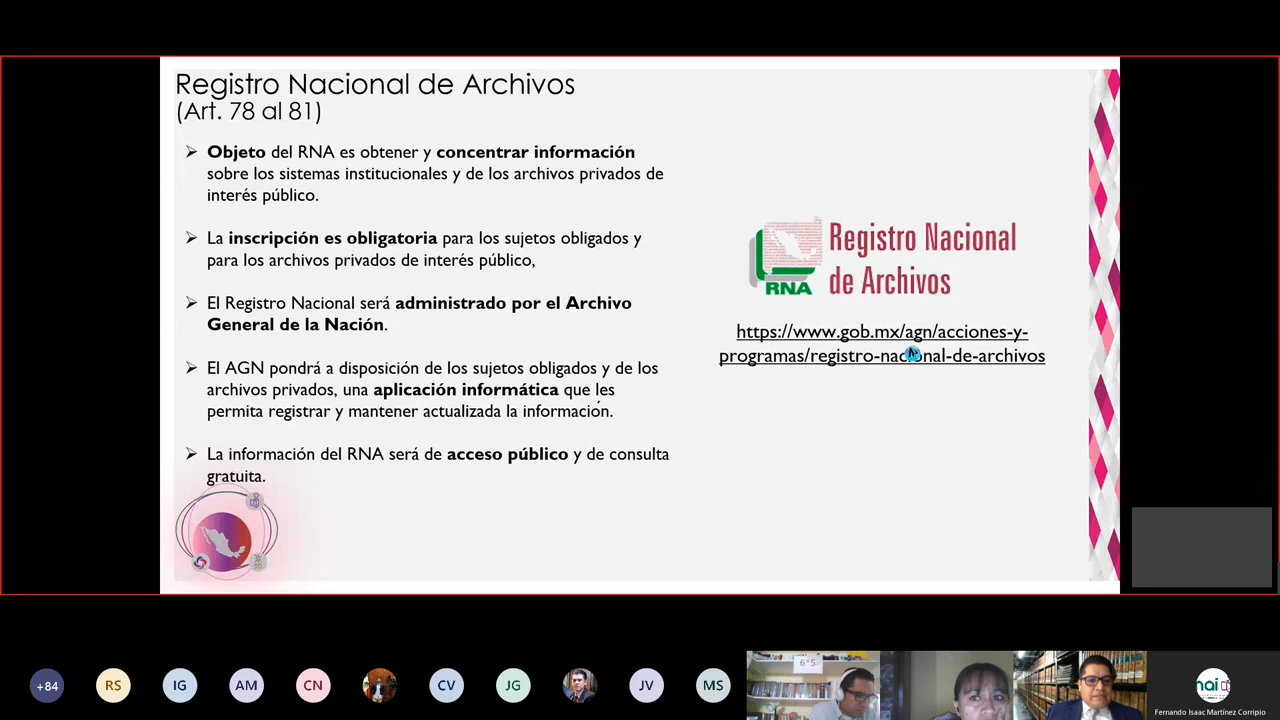 Registro Nacional de Archivos
(Art. 78 al 81)
Objeto del RNA es obtener y concentrar información
sobre los sistemas institucionales y de los archivos privados de
interés público.
La inscripción es obligatoria para los sujetos obligados y
para los archivos privados de interés público,
El Registro Nacional será administrado por el Archivo
General de la Nación.
El AGN pondrá a disposición de los sujetos obligados y de los
archivos privados, una aplicación informática que les
permita registrar y mantener actualizada la información.
La información del RNA será de acceso público y de consulta
gratuita.
RNA
Registro Nacional
de Archivos
https://www.gob.mx/agn/acciones-y-
programas/registro-nacional-de-archivos
+84
RS
IG
AM
CN
CV
JG
JV
MS
Fernando Isaac Martínez Corripio